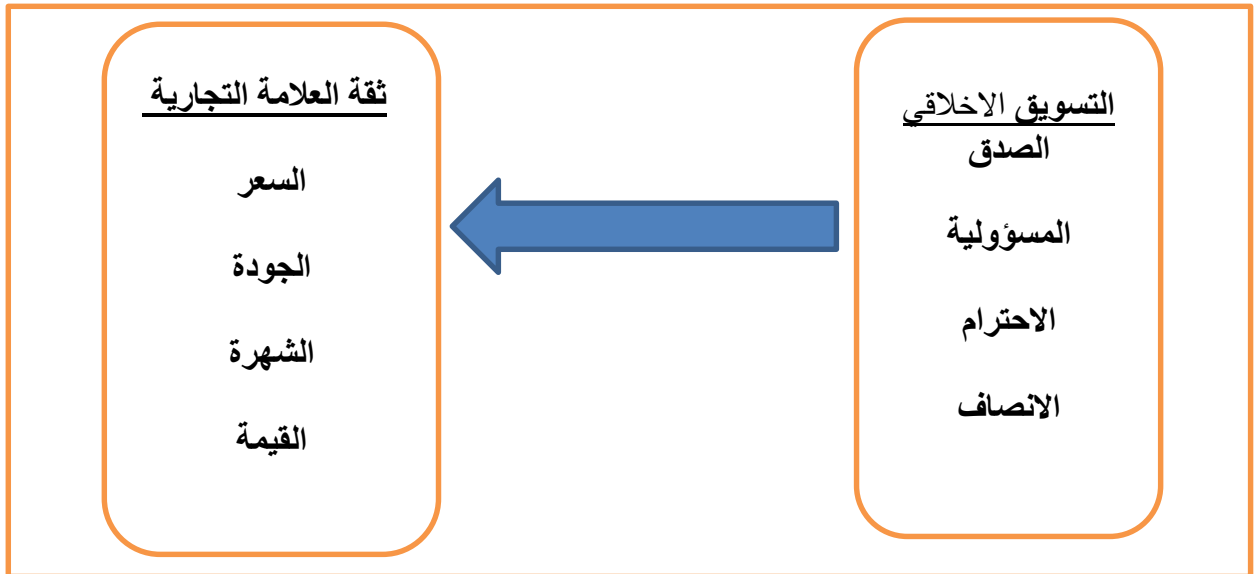 التسويق الاخلاقي
الصدق
المسؤولية
الاحترام
الانصاف
ثقة العلامة التجارية
السعر
الجودة
الشهرة
القيمة